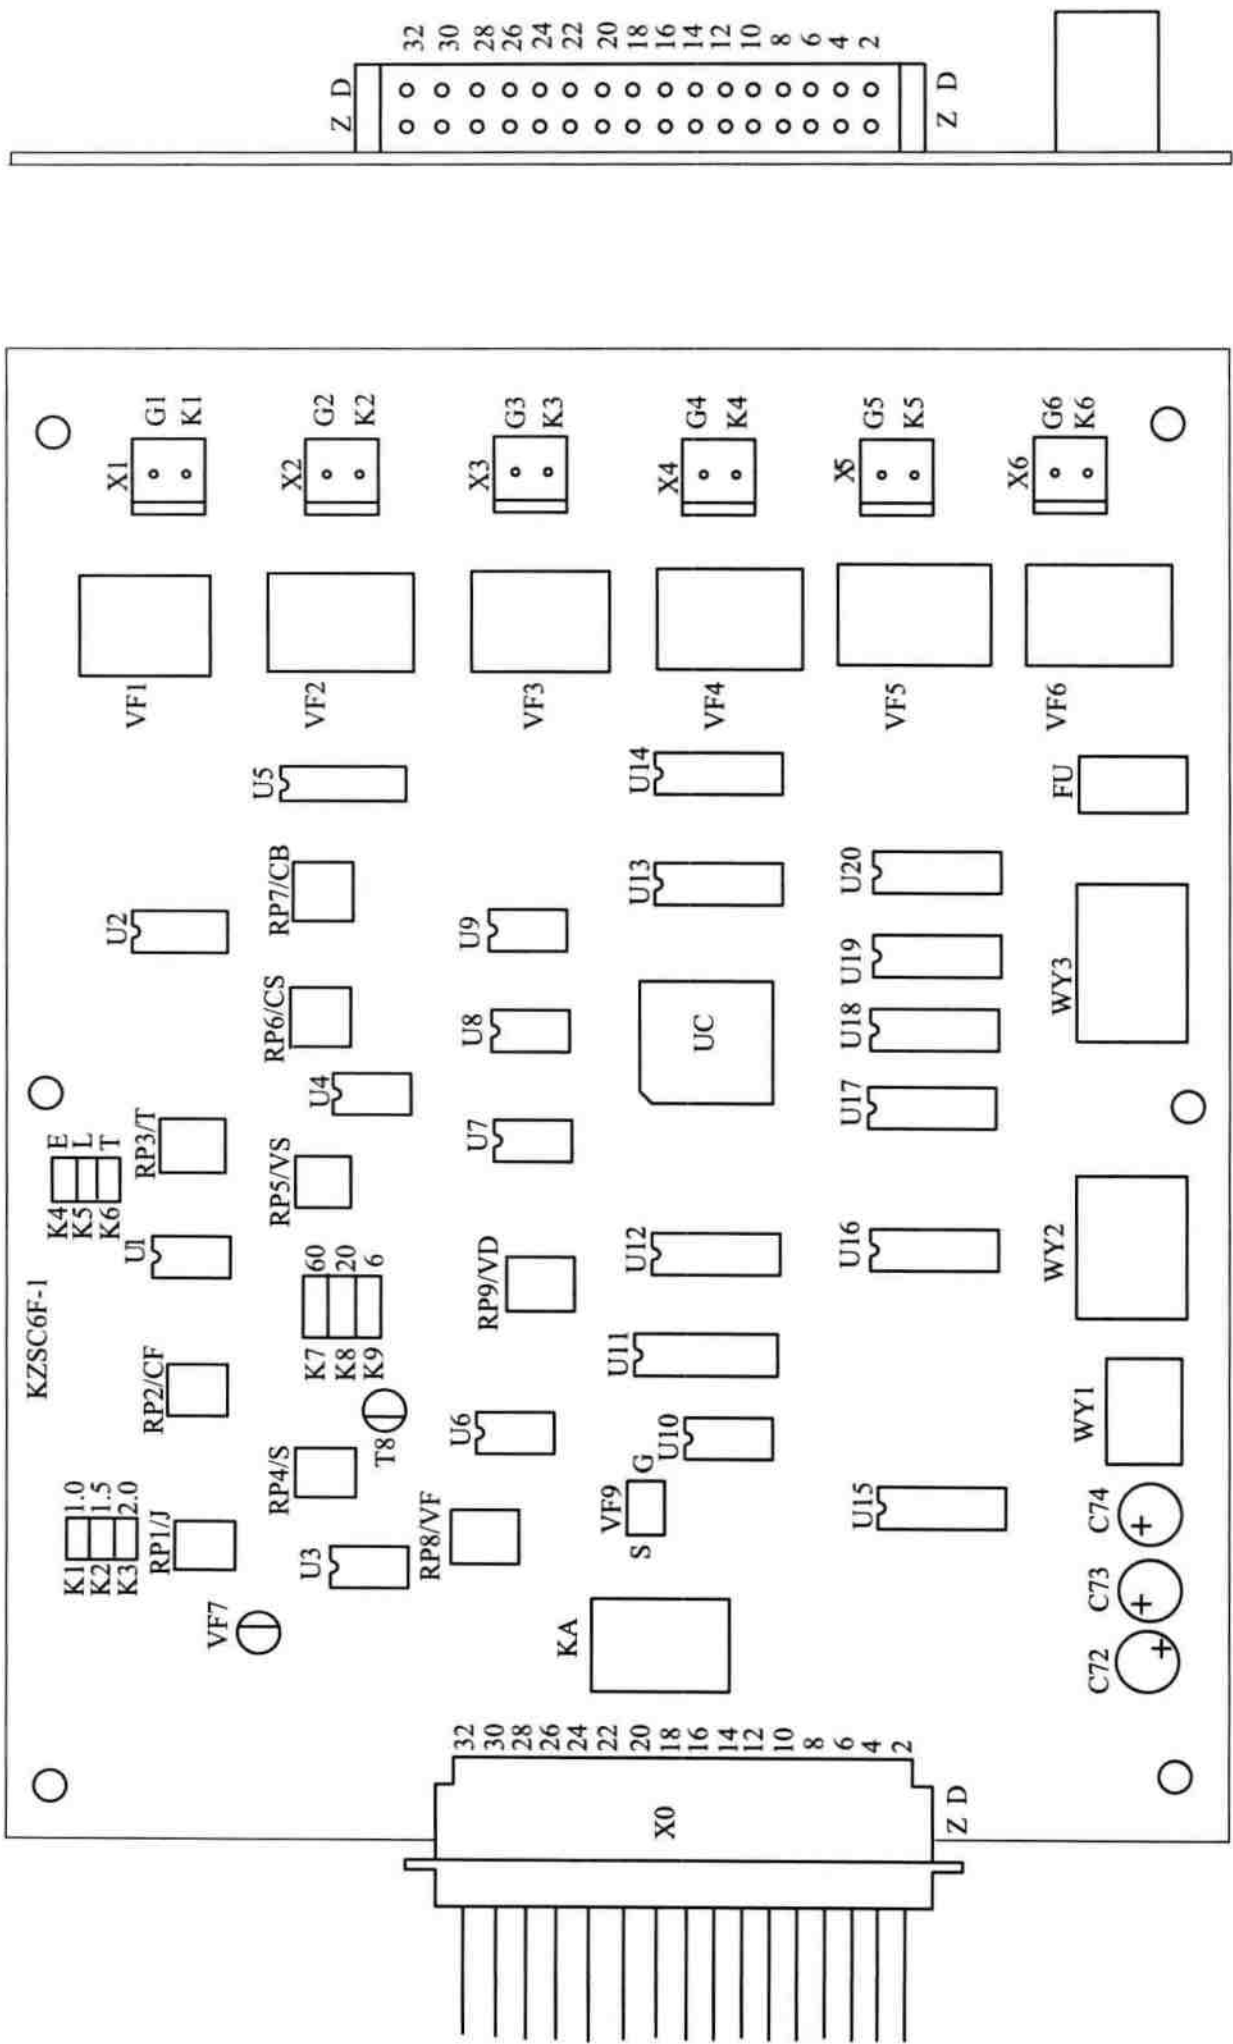 KZSC6F-1
K1 1.0
K2 1.5
K3 2.0
RP1/J
VF7
RP2/CF
K4 E
K5 L
K6 T
U1
RP3/T
U2
X1
G1
K1
VF1
U3
RP4/S
T8
K7 60
K8 20
K9 6
RP5/VS
U4
RP6/CS
RP7/CB
U5
VF2
X2
G2
K2
RP8/VF
U6
RP9/VD
U7
U8
U9
VF3
X3
G3
K3
KA
S
VF9
G
U10
U11
U12
UC
U13
U14
VF4
X4
G4
K4
U15
U16
U17
U18
U19
U20
VF5
X5
G5
K5
C72
+
C73
+
C74
+
WY1
WY2
WY3
FU
VF6
X6
G6
K6
X0
32
30
28
26
24
22
20
18
16
14
12
10
8
6
4
2
Z D
Z D
32
30
28
26
24
22
20
18
16
14
12
10
8
6
4
2
Z D